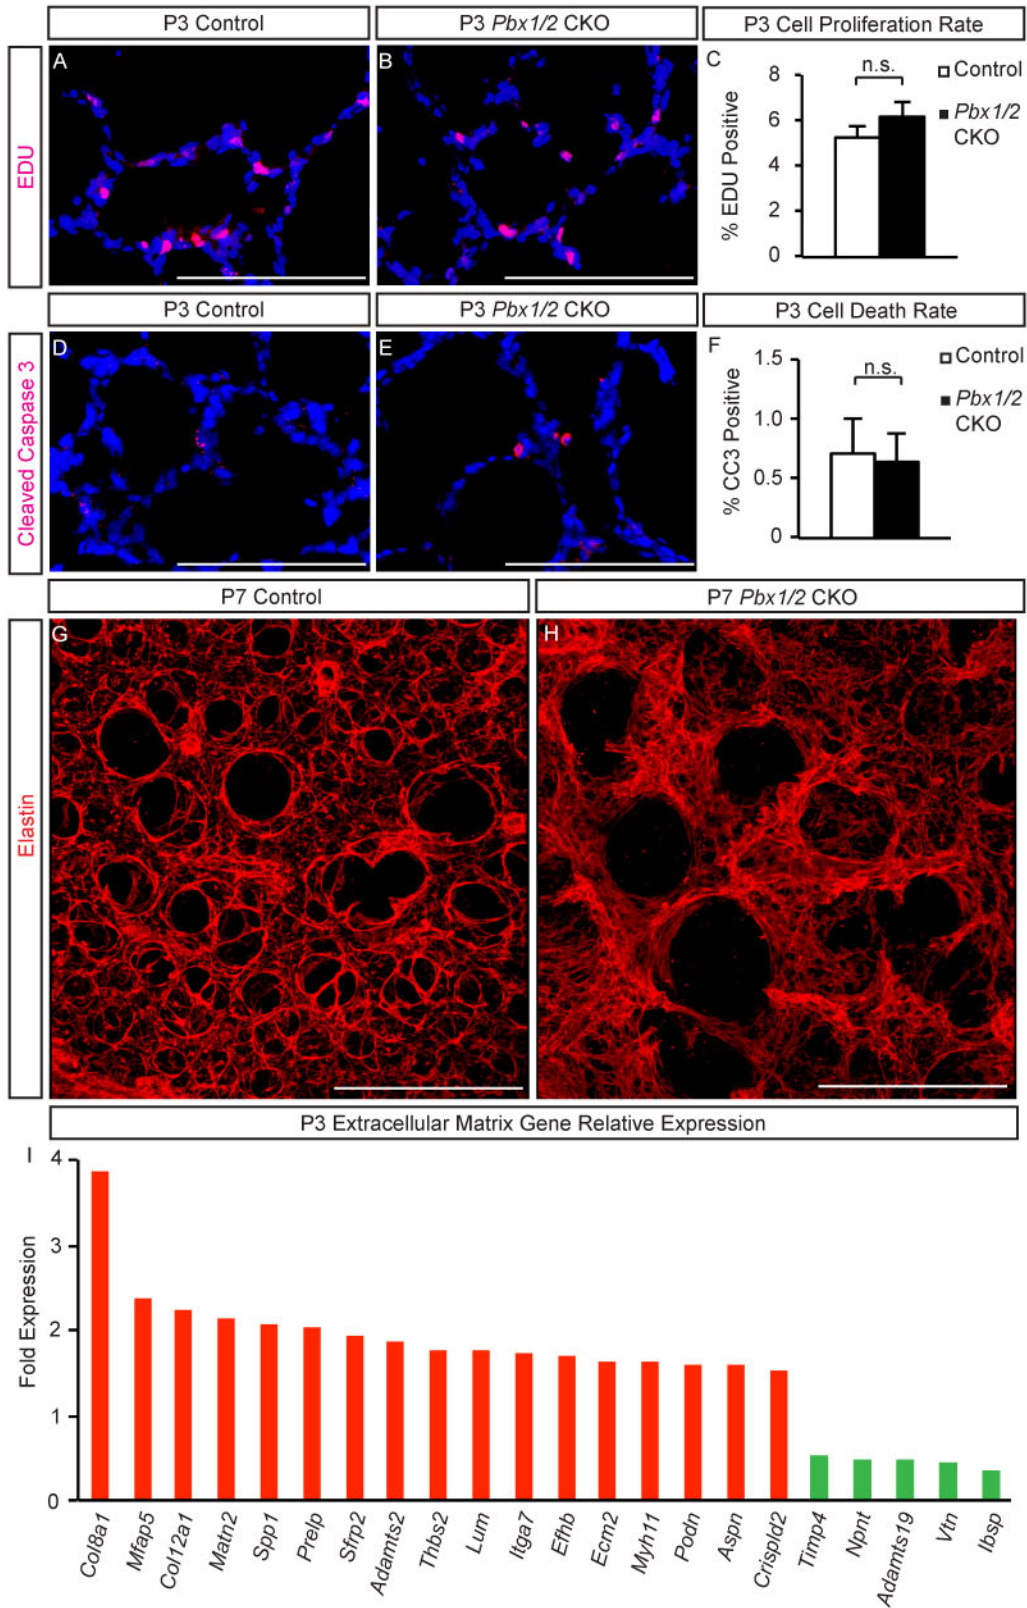 P3 Control
P3 Pbx1/2 CKO
P3 Cell Proliferation Rate
EDU
A
B
C
% EDU Positive
8
6
4
2
0
n.s.
Control
Pbx1/2
CKO
P3 Control
P3 Pbx1/2 CKO
P3 Cell Death Rate
Cleaved Caspase 3
D
E
F
% CC3 Positive
1.5
1.0
0.5
0
n.s.
Control
Pbx1/2
CKO
P7 Control
P7 Pbx1/2 CKO
Elastin
G
H
P3 Extracellular Matrix Gene Relative Expression
I
Fold Expression
4
3
2
1
0
Col8a1
Mfap5
Col12a1
Matn2
Spp1
Prelp
Sfrp2
Adamts2
Thbs2
Lum
Itga7
Efhb
Ecm2
Myh11
Podn
Aspn
Crispld2
Timp4
Npnt
Adamts19
Vtn
Ibsp